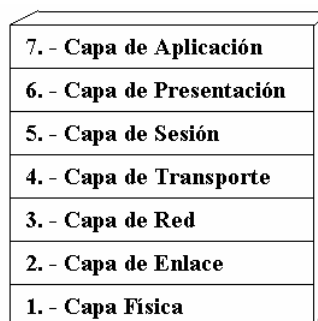 7. - Capa de Aplicación
6. - Capa de Presentación
5. - Capa de Sesión
4. - Capa de Transporte
3. - Capa de Red
2. - Capa de Enlace
1. - Capa Física